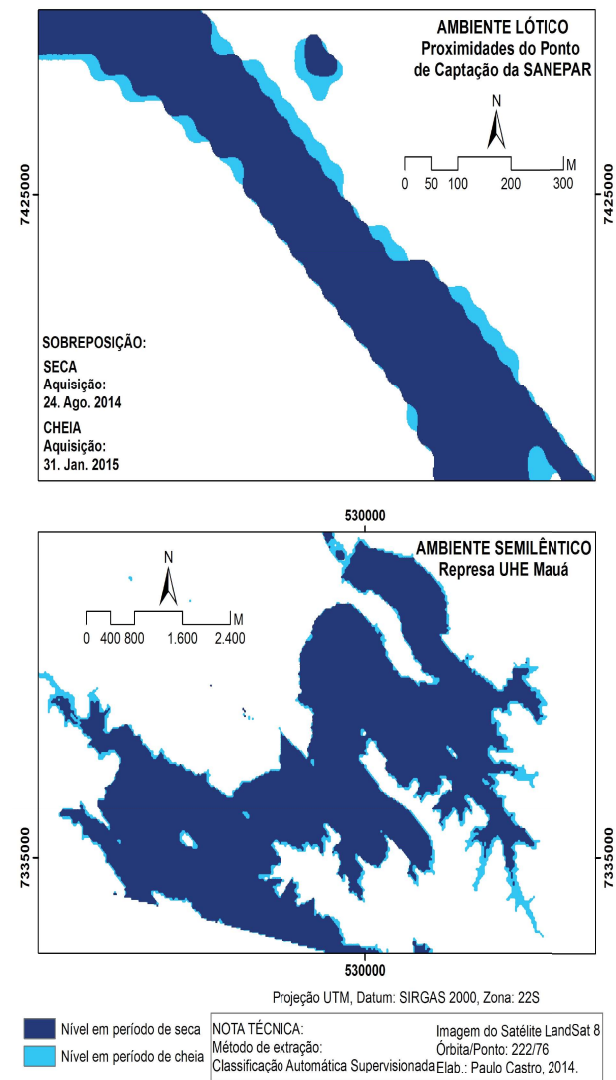 AMBIENTE LÓTICO
Proximidades do Ponto
de Captação da SANEPAR
N
M
0 50 100 200 300
7425000
7425000
SOBREPOSIÇÃO:
SECA
Aquisição:
24. Ago. 2014
CHEIA
Aquisição:
31. Jan. 2015
530000
AMBIENTE SEMILÊNTICO
Represa UHE Mauá
N
M
0 400 800 1.600 2.400
7335000
7335000
530000
Projeção UTM, Datum: SIRGAS 2000, Zona: 22S
Nível em período de seca
Nível em período de cheia
NOTA TÉCNICA:
Método de extração:
Classificação Automática Supervisionada
Imagem do Satélite LandSat 8
Órbita/Ponto: 222/76
Elab.: Paulo Castro, 2014.